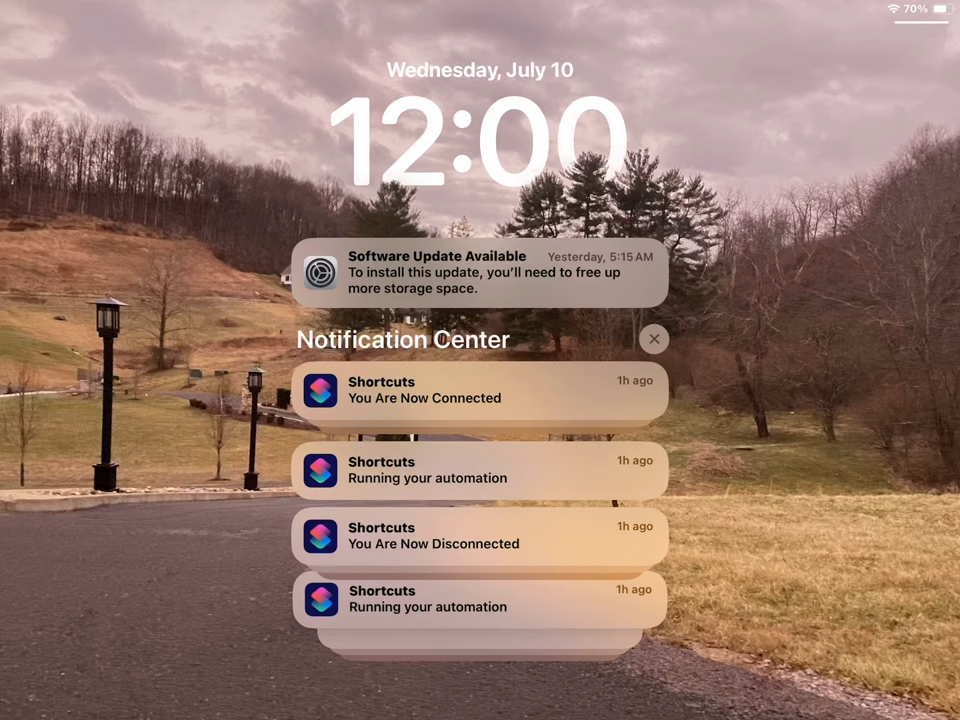 70%
Wednesday, July 10
12:00
Software Update Available Yesterday, 5:15 AM
To install this update, you’ll need to free up
more storage space.
Notification Center
Shortcuts 1h ago
You Are Now Connected
Shortcuts 1h ago
Running your automation
Shortcuts 1h ago
You Are Now Disconnected
Shortcuts 1h ago
Running your automation